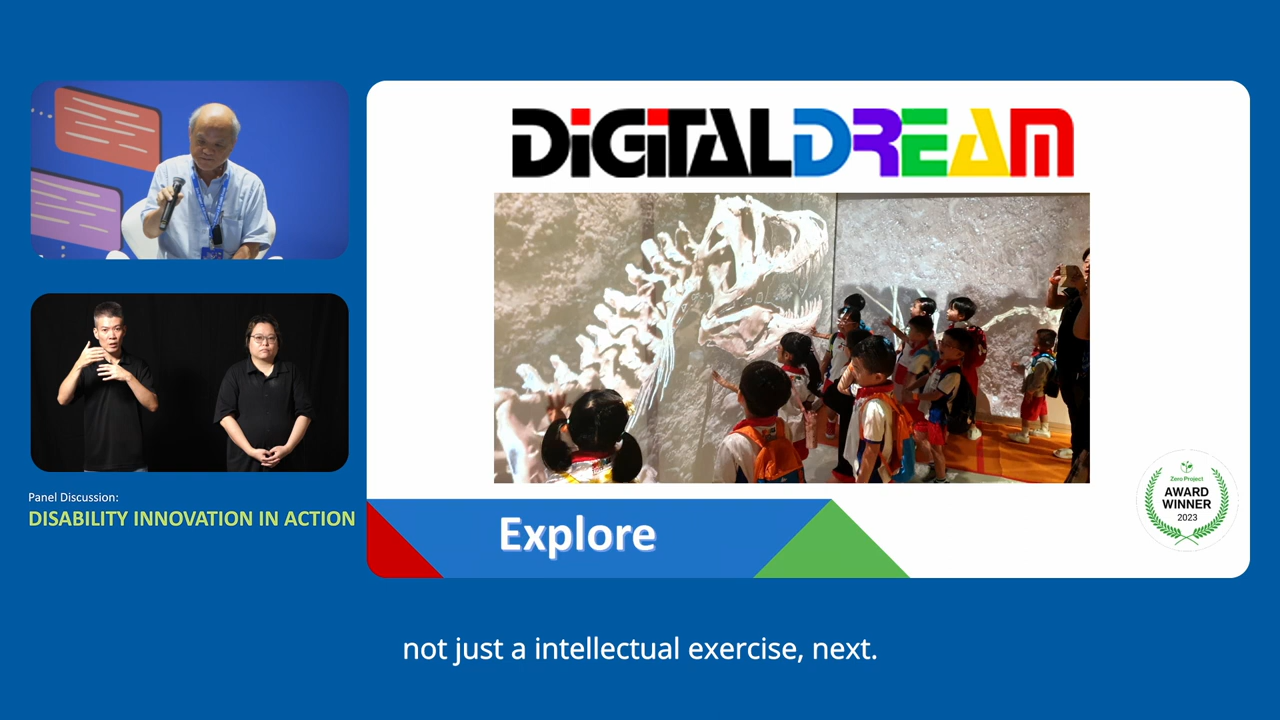 DiGiTALDREAM
Explore
Zero Project
AWARD
WINNER
2023
Panel Discussion:
DISABILITY INNOVATION IN ACTION
not just a intellectual exercise, next.